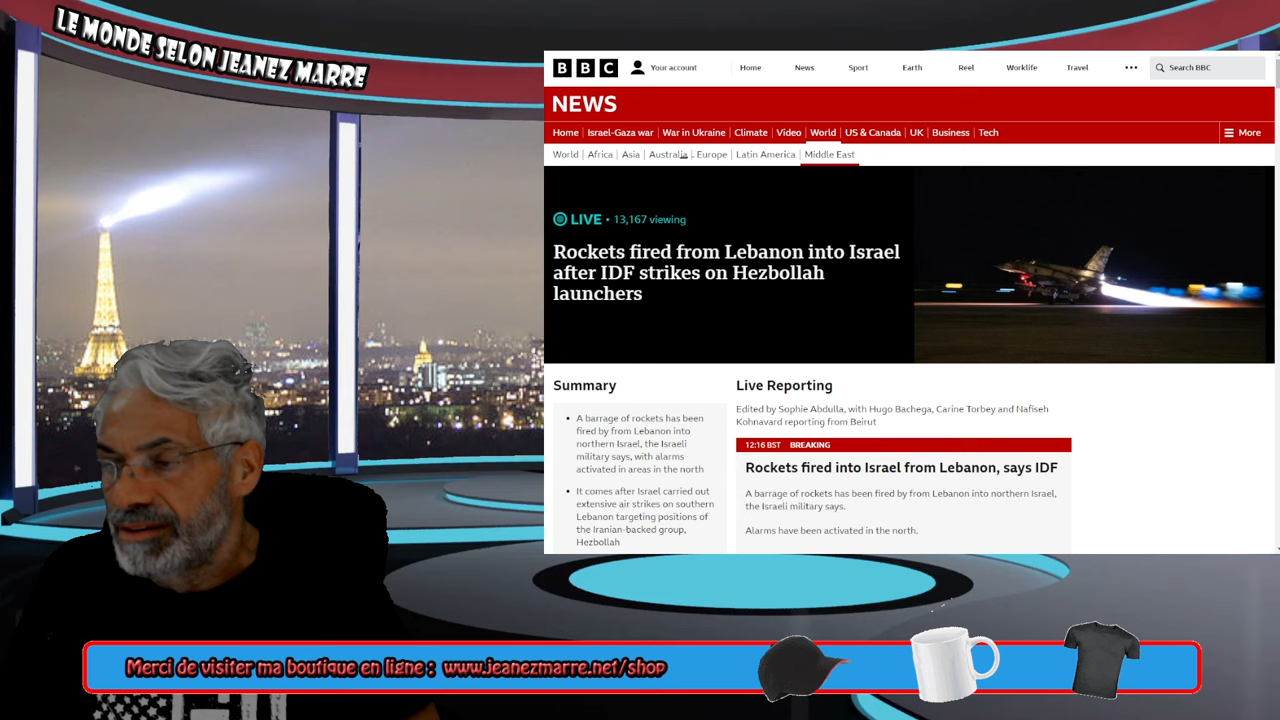 LE MONDE SELON JEANEZ MARRE
BBC Your account Home News Sport Earth Reel Worklife Travel Search BBC
NEWS
Home Israel-Gaza war War in Ukraine Climate Video World US & Canada UK Business Tech More
World Africa Asia Australia Europe Latin America Middle East
LIVE • 13,167 viewing
Rockets fired from Lebanon into Israel
after IDF strikes on Hezbollah
launchers
Summary
• A barrage of rockets has been
fired by from Lebanon into
northern Israel, the Israeli
military says, with alarms
activated in areas in the north
• It comes after Israel carried out
extensive air strikes on southern
Lebanon targeting positions of
the Iranian-backed group,
Hezbollah
Live Reporting
Edited by Sophie Abdulla, with Hugo Bachega, Carine Torbey and Nafiseh
Kohnavard reporting from Beirut
12:16 BST BREAKING
Rockets fired into Israel from Lebanon, says IDF
A barrage of rockets has been fired by from Lebanon into northern Israel,
the Israeli military says.
Alarms have been activated in the north.
Merci de visiter ma boutique en ligne : www.jeanezmarre.net/shop